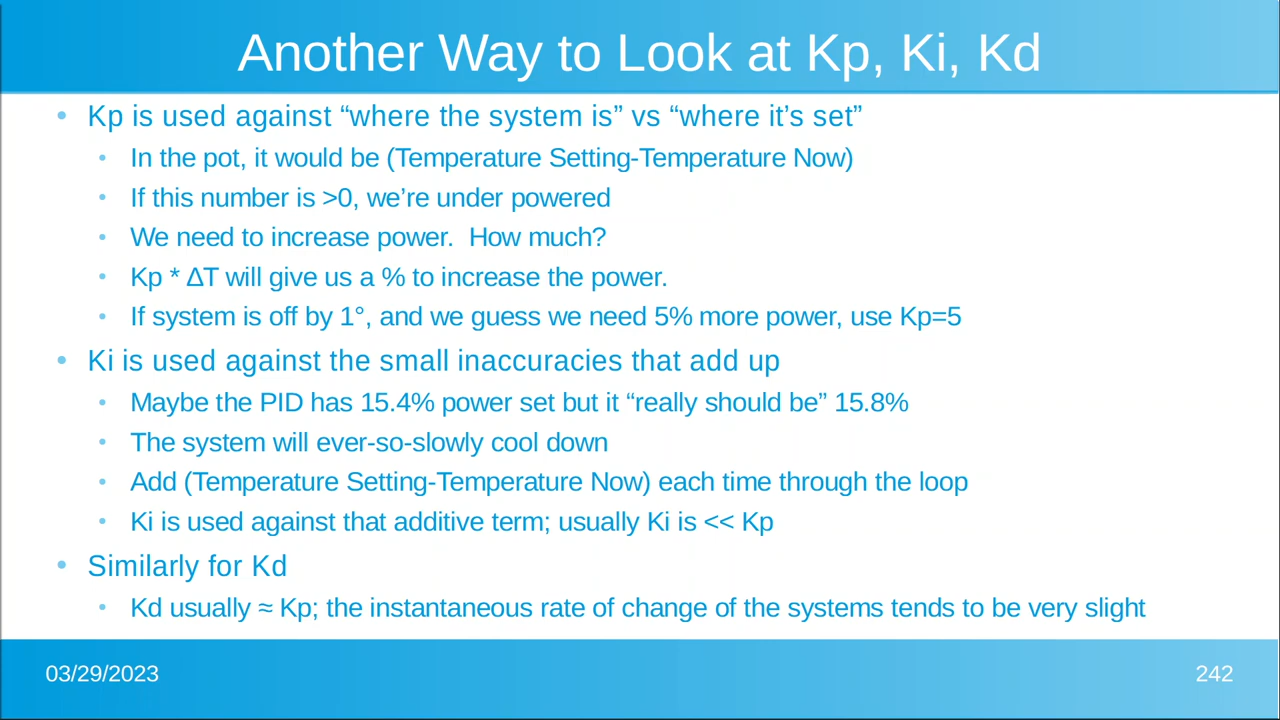 Another Way to Look at Kp, Ki, Kd
• Kp is used against “where the system is” vs “where it’s set”
• In the pot, it would be (Temperature Setting-Temperature Now)
• If this number is >0, we’re under powered
• We need to increase power.  How much?
• Kp * ΔT will give us a % to increase the power.
• If system is off by 1°, and we guess we need 5% more power, use Kp=5
• Ki is used against the small inaccuracies that add up
• Maybe the PID has 15.4% power set but it “really should be” 15.8%
• The system will ever-so-slowly cool down
• Add (Temperature Setting-Temperature Now) each time through the loop
• Ki is used against that additive term; usually Ki is << Kp
• Similarly for Kd
• Kd usually ≈ Kp; the instantaneous rate of change of the systems tends to be very slight
03/29/2023
242